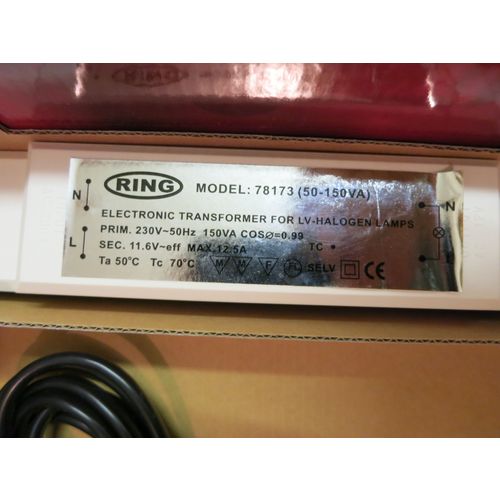 RING
MODEL: 78173 (50-150VA)
ELECTRONIC TRANSFORMER FOR LV-HALOGEN LAMPS
PRIM. 230V~50Hz 150VA COSø=0.99
SEC. 11.6V~eff MAX.12.5A TC •
Ta 50°C Tc 70°C M M F FL SELV CE
N
L
N
L